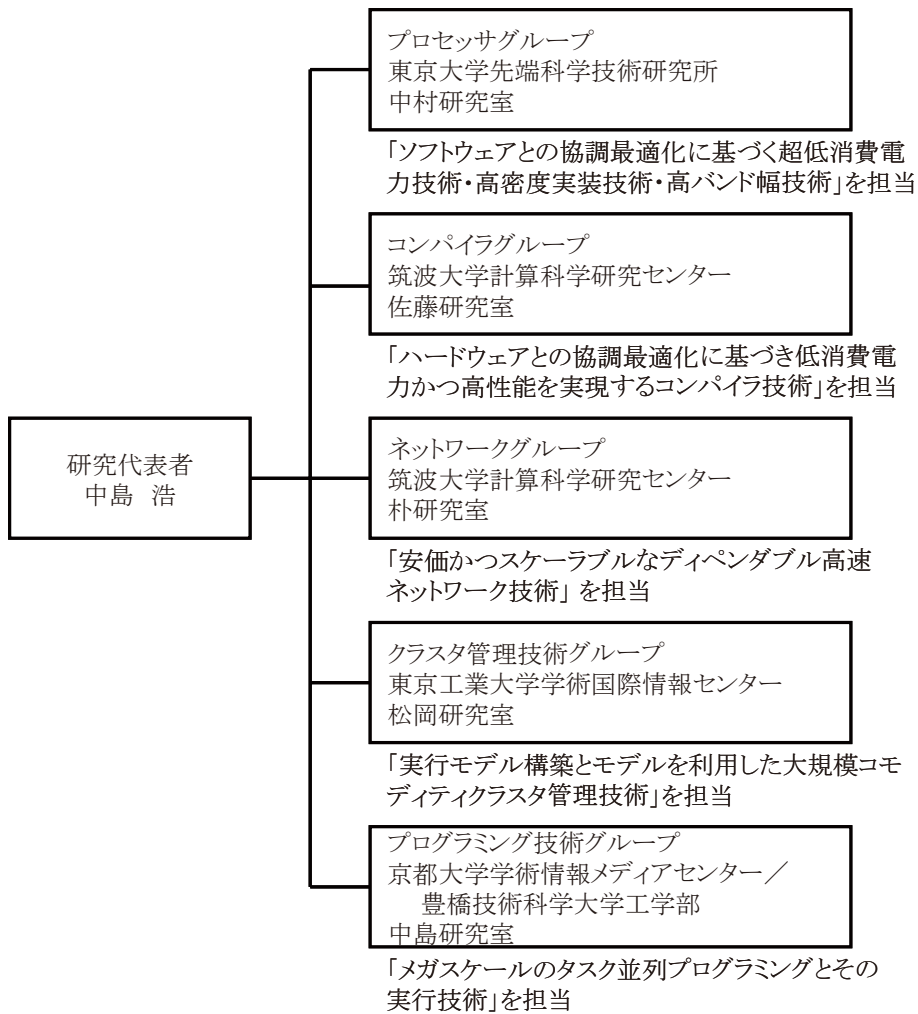 プロセッサグループ
東京大学先端科学技術研究所
中村研究室
「ソフトウェアとの協調最適化に基づく超低消費電
力技術・高密度実装技術・高バンド幅技術」を担当
コンパイラグループ
筑波大学計算科学研究センター
佐藤研究室
「ハードウェアとの協調最適化に基づき低消費電
力かつ高性能を実現するコンパイラ技術」を担当
研究代表者
中島 浩
ネットワークグループ
筑波大学計算科学研究センター
朴研究室
「安価かつスケーラブルなディペンダブル高速
ネットワーク技術」 を担当
クラスタ管理技術グループ
東京工業大学学術国際情報センター
松岡研究室
「実行モデル構築とモデルを利用した大規模コモ
ディティクラスタ管理技術」を担当
プログラミング技術グループ
京都大学学術情報メディアセンター／
豊橋技術科学大学工学部
中島研究室
「メガスケールのタスク並列プログラミングとその
実行技術」を担当